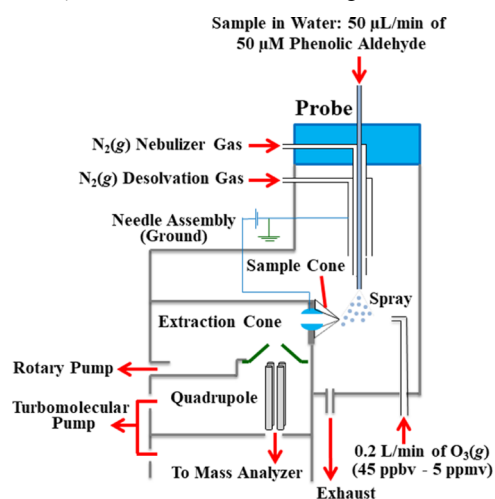 Sample in Water: 50 µL/min of
50 µM Phenolic Aldehyde
Probe
N₂(g) Nebulizer Gas
N₂(g) Desolvation Gas
Needle Assembly
(Ground)
Sample Cone
Spray
Extraction Cone
Rotary Pump
Quadrupole
Turbomolecular
Pump
0.2 L/min of O₃(g)
(45 ppbv - 5 ppmv)
To Mass Analyzer
Exhaust